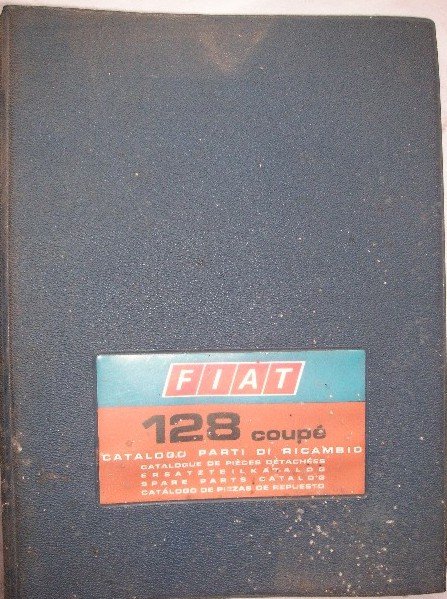 FIAT
128 coupé
CATALOGO PARTI DI RICAMBIO
CATALOGUE DE PIÈCES DÉTACHÉES
ERSATZTEILKATALOG
SPARE PARTS CATALOG
CATÁLOGO DE PIEZAS DE REPUESTO